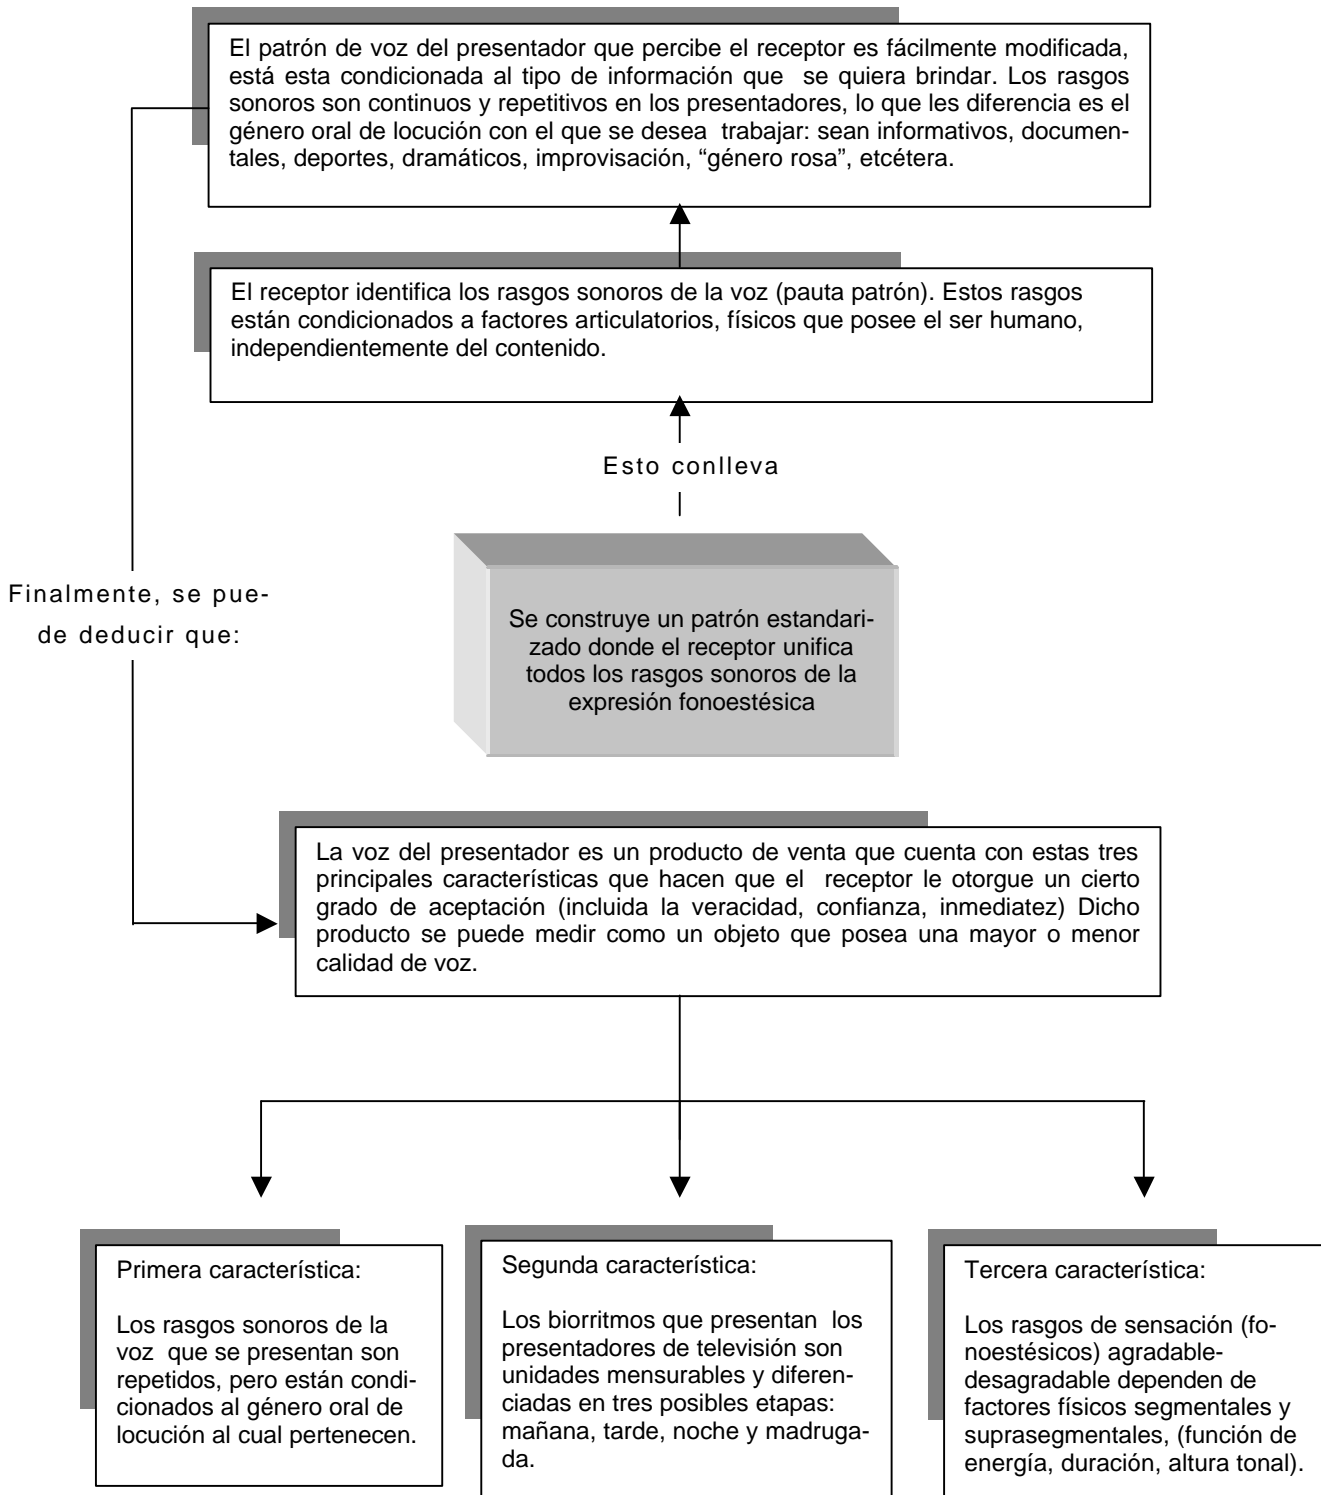 El patrón de voz del presentador que percibe el receptor es fácilmente modificada,
está esta condicionada al tipo de información que se quiera brindar. Los rasgos
sonoros son continuos y repetitivos en los presentadores, lo que les diferencia es el
género oral de locución con el que se desea trabajar: sean informativos, documen-
tales, deportes, dramáticos, improvisación, “género rosa”, etcétera.
El receptor identifica los rasgos sonoros de la voz (pauta patrón). Estos rasgos
están condicionados a factores articulatorios, físicos que posee el ser humano,
independientemente del contenido.
Esto conlleva
Se construye un patrón estandari-
zado donde el receptor unifica
todos los rasgos sonoros de la
expresión fonoestésica
Finalmente, se pue-
de deducir que:
La voz del presentador es un producto de venta que cuenta con estas tres
principales características que hacen que el receptor le otorgue un cierto
grado de aceptación (incluida la veracidad, confianza, inmediatez) Dicho
producto se puede medir como un objeto que posea una mayor o menor
calidad de voz.
Primera característica:
Los rasgos sonoros de la
voz que se presentan son
repetidos, pero están condi-
cionados al género oral de
locución al cual pertenecen.
Segunda característica:
Los biorritmos que presentan los
presentadores de televisión son
unidades mensurables y diferen-
ciadas en tres posibles etapas:
mañana, tarde, noche y madruga-
da.
Tercera característica:
Los rasgos de sensación (fo-
noestésicos) agradable-
desagradable dependen de
factores físicos segmentales y
suprasegmentales, (función de
energía, duración, altura tonal).